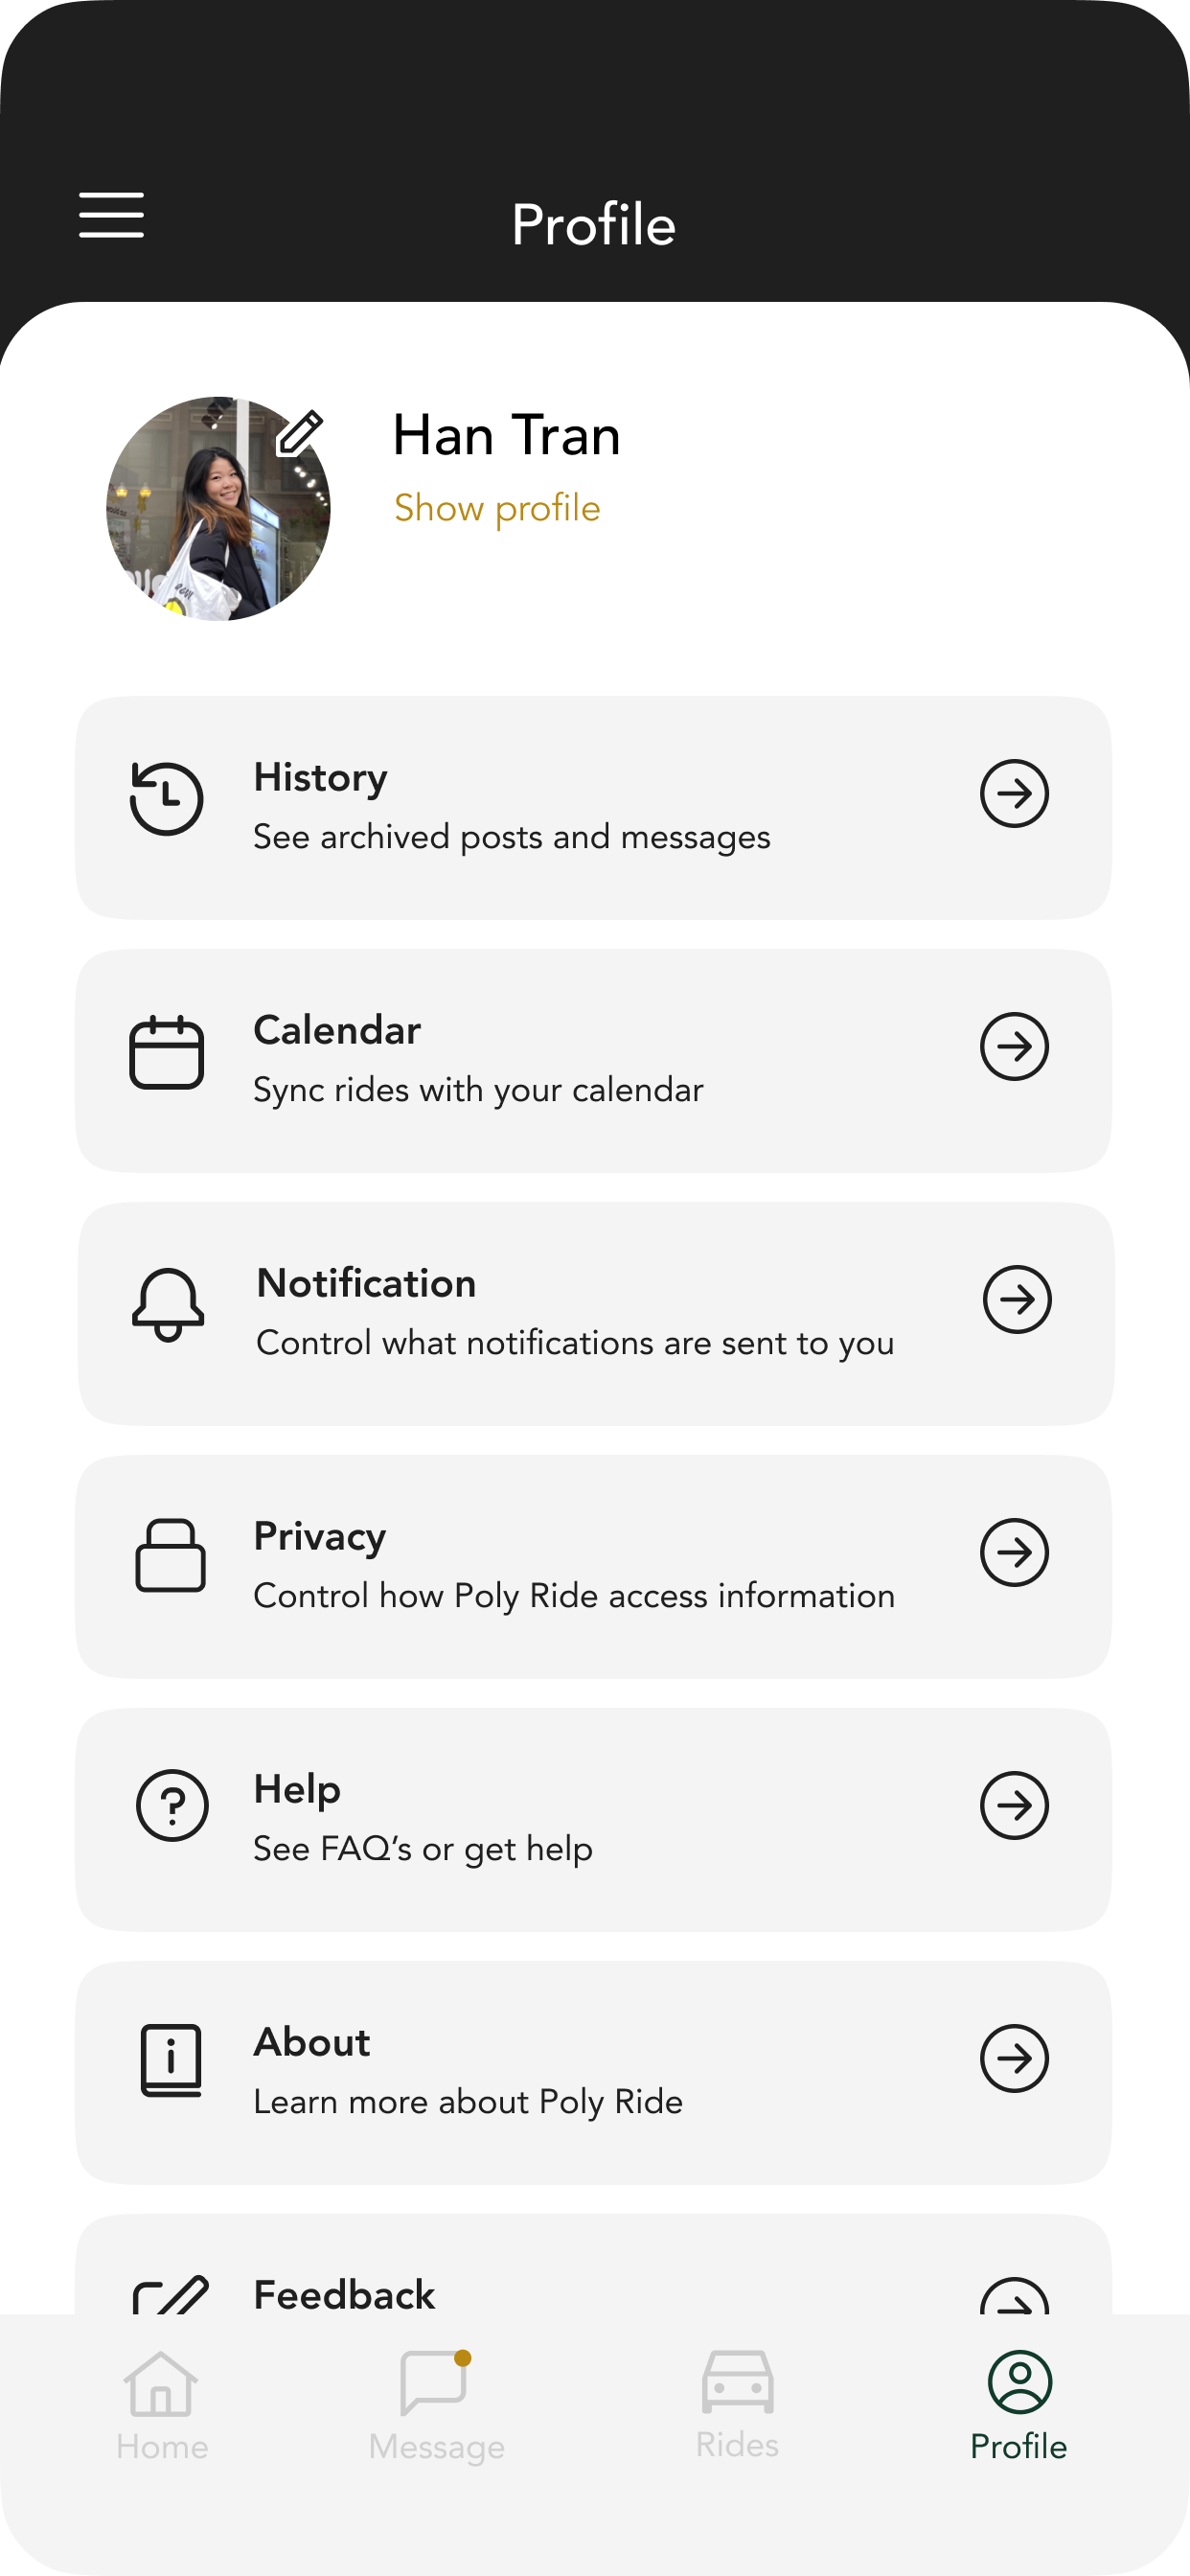 Profile
Han Tran
Show profile
History
See archived posts and messages
Calendar
Sync rides with your calendar
Notification
Control what notifications are sent to you
Privacy
Control how Poly Ride access information
Help
See FAQ’s or get help
About
Learn more about Poly Ride
Feedback
Home
Message
Rides
Profile